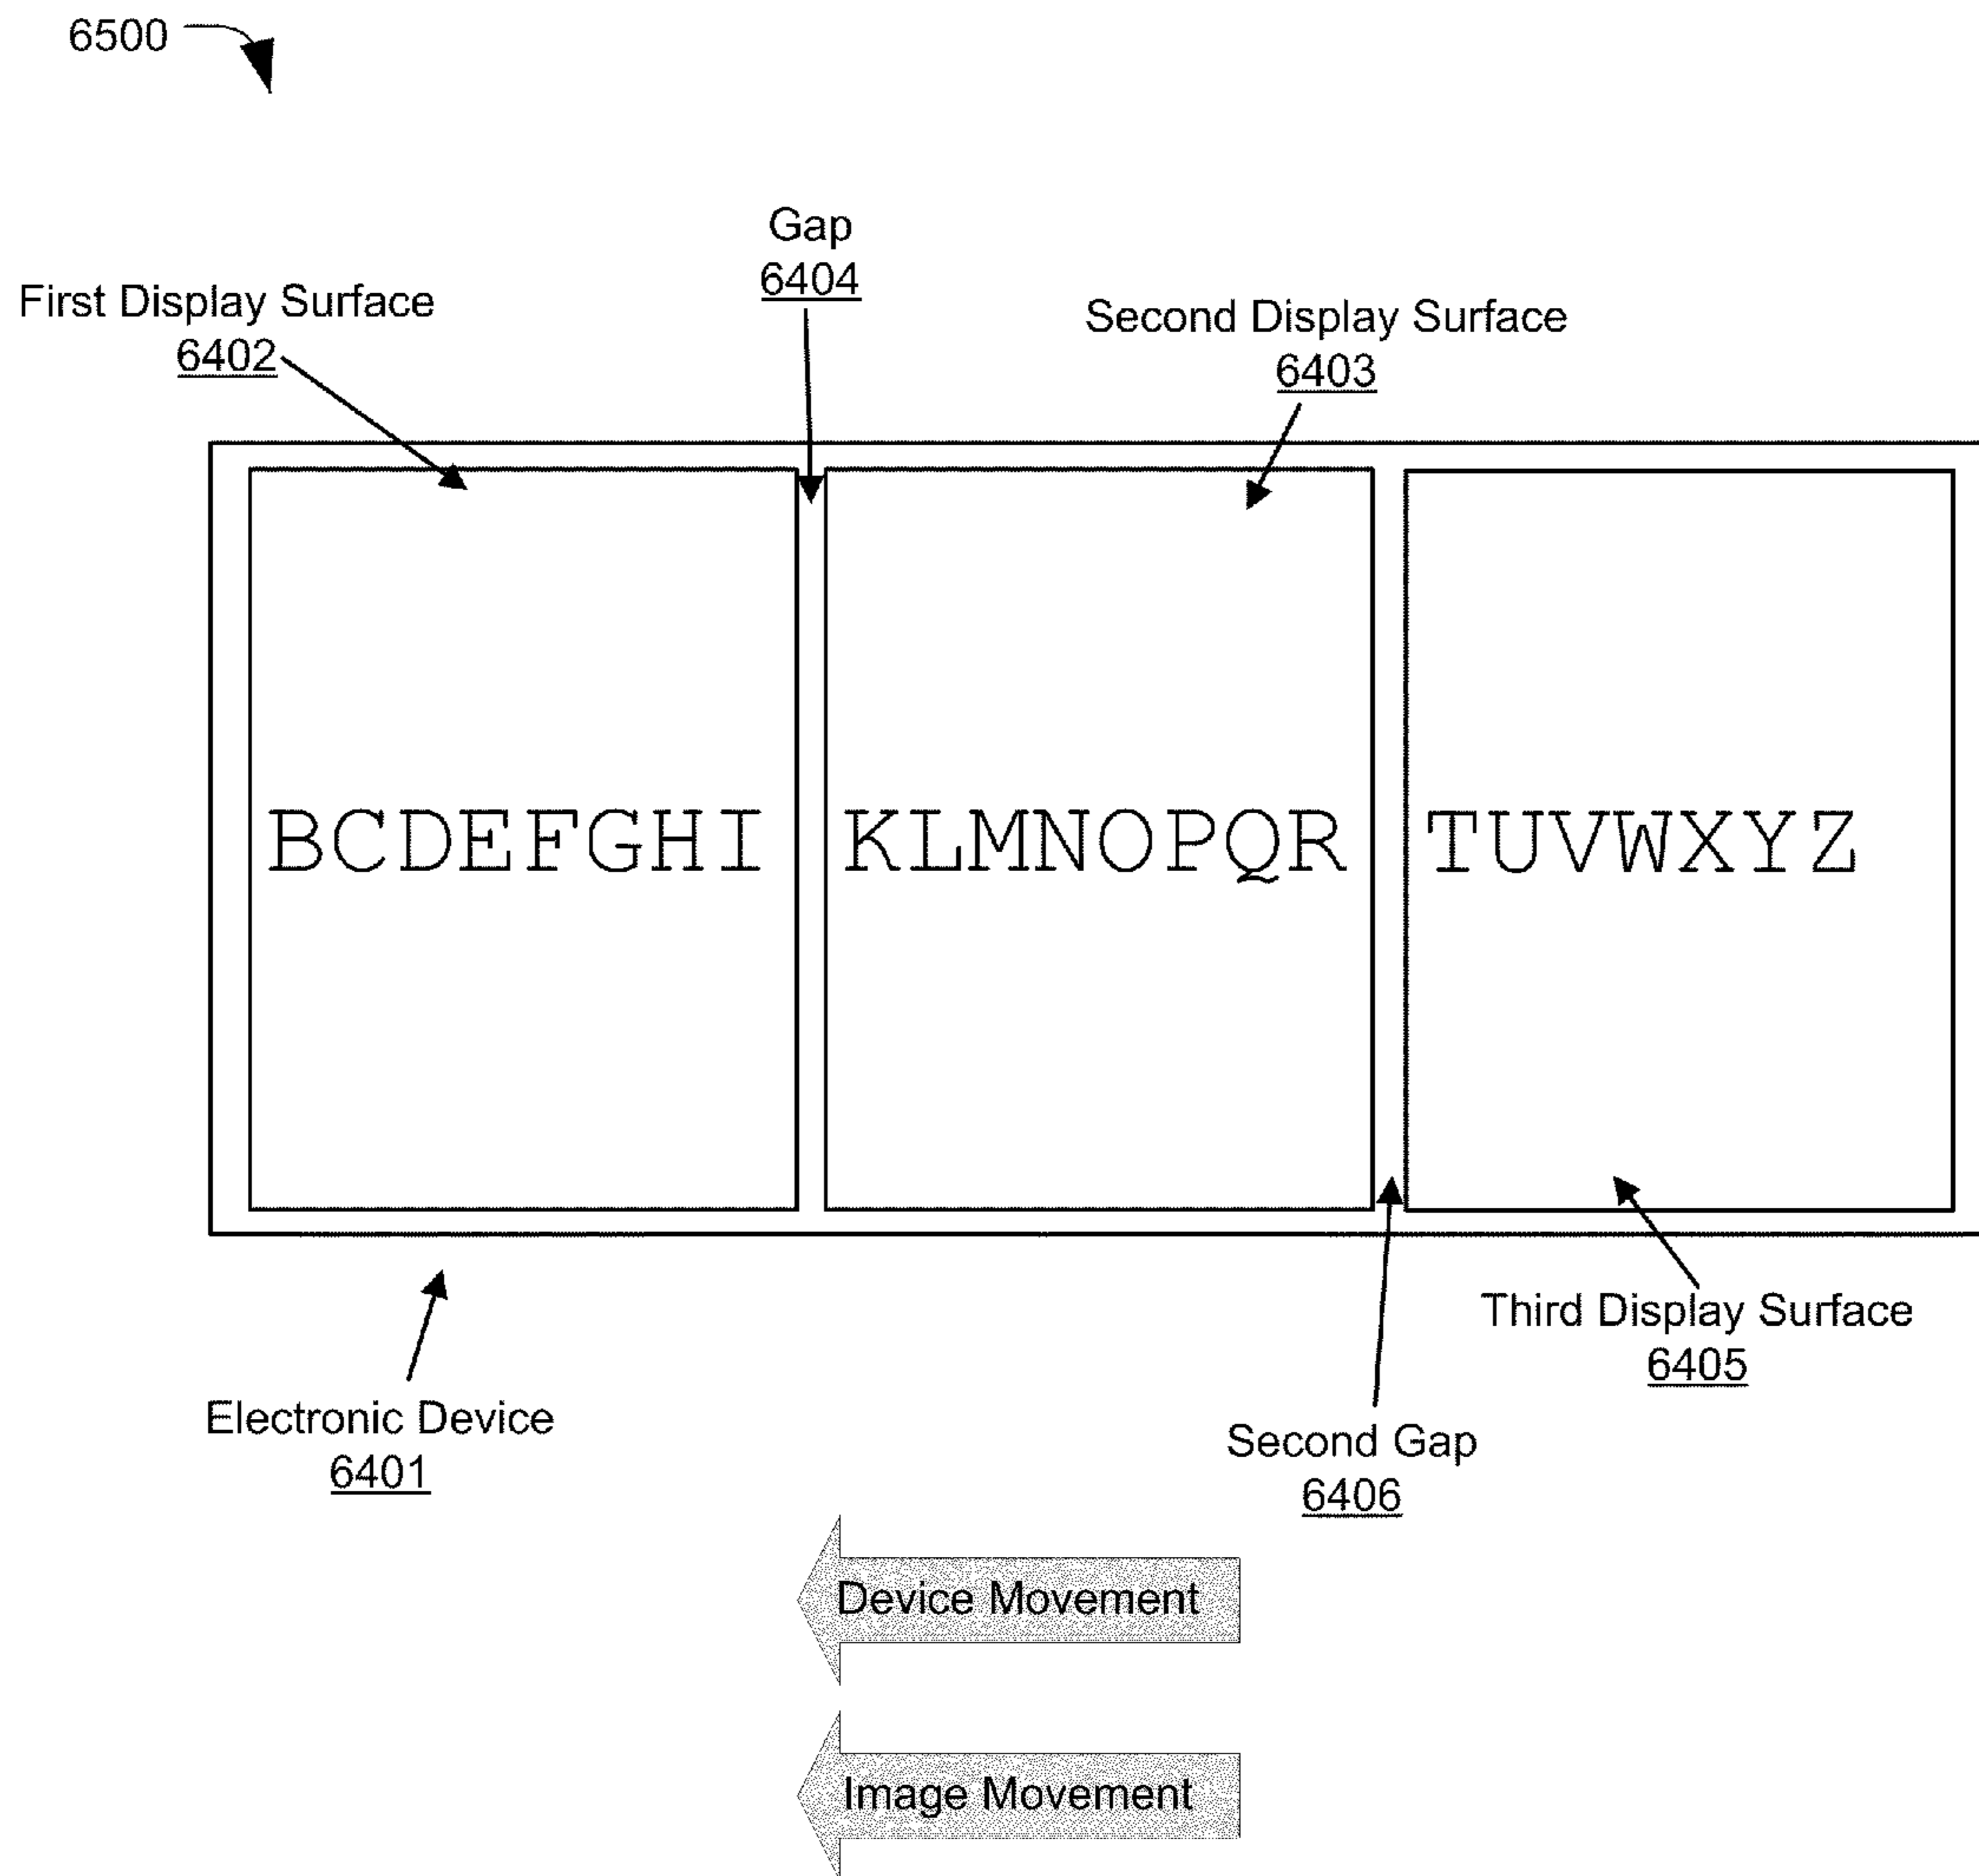 6500
Gap
6404
First Display Surface
6402
Second Display Surface
6403
BCDEFGHI
KLMNOPQR
TUVWXYZ
Third Display Surface
6405
Electronic Device
6401
Second Gap
6406
Device Movement
Image Movement